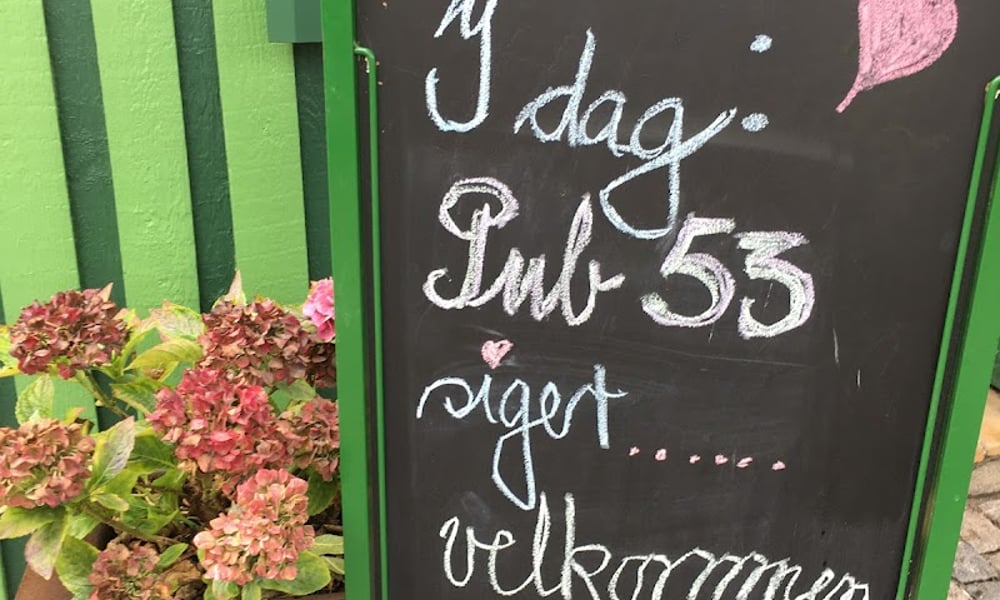 I dag:
Pub 53
siger......
velkommen